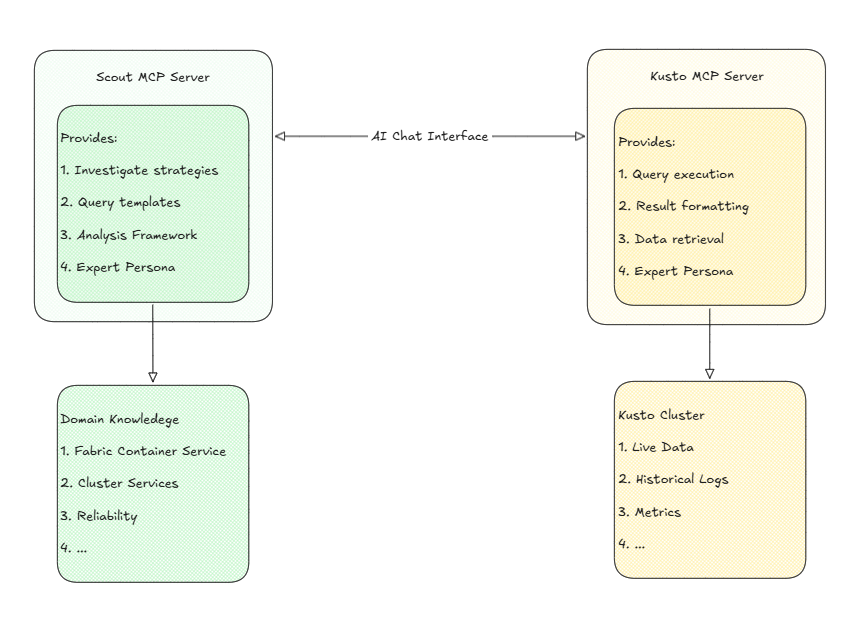 Scout MCP Server
Provides:
1. Investigate strategies
2. Query templates
3. Analysis Framework
4. Expert Persona
AI Chat Interface
Kusto MCP Server
Provides:
1. Query execution
2. Result formatting
3. Data retrieval
4. Expert Persona
Domain Knowledege
1. Fabric Container Service
2. Cluster Services
3. Reliability
4. ...
Kusto Cluster
1. Live Data
2. Historical Logs
3. Metrics
4. ...